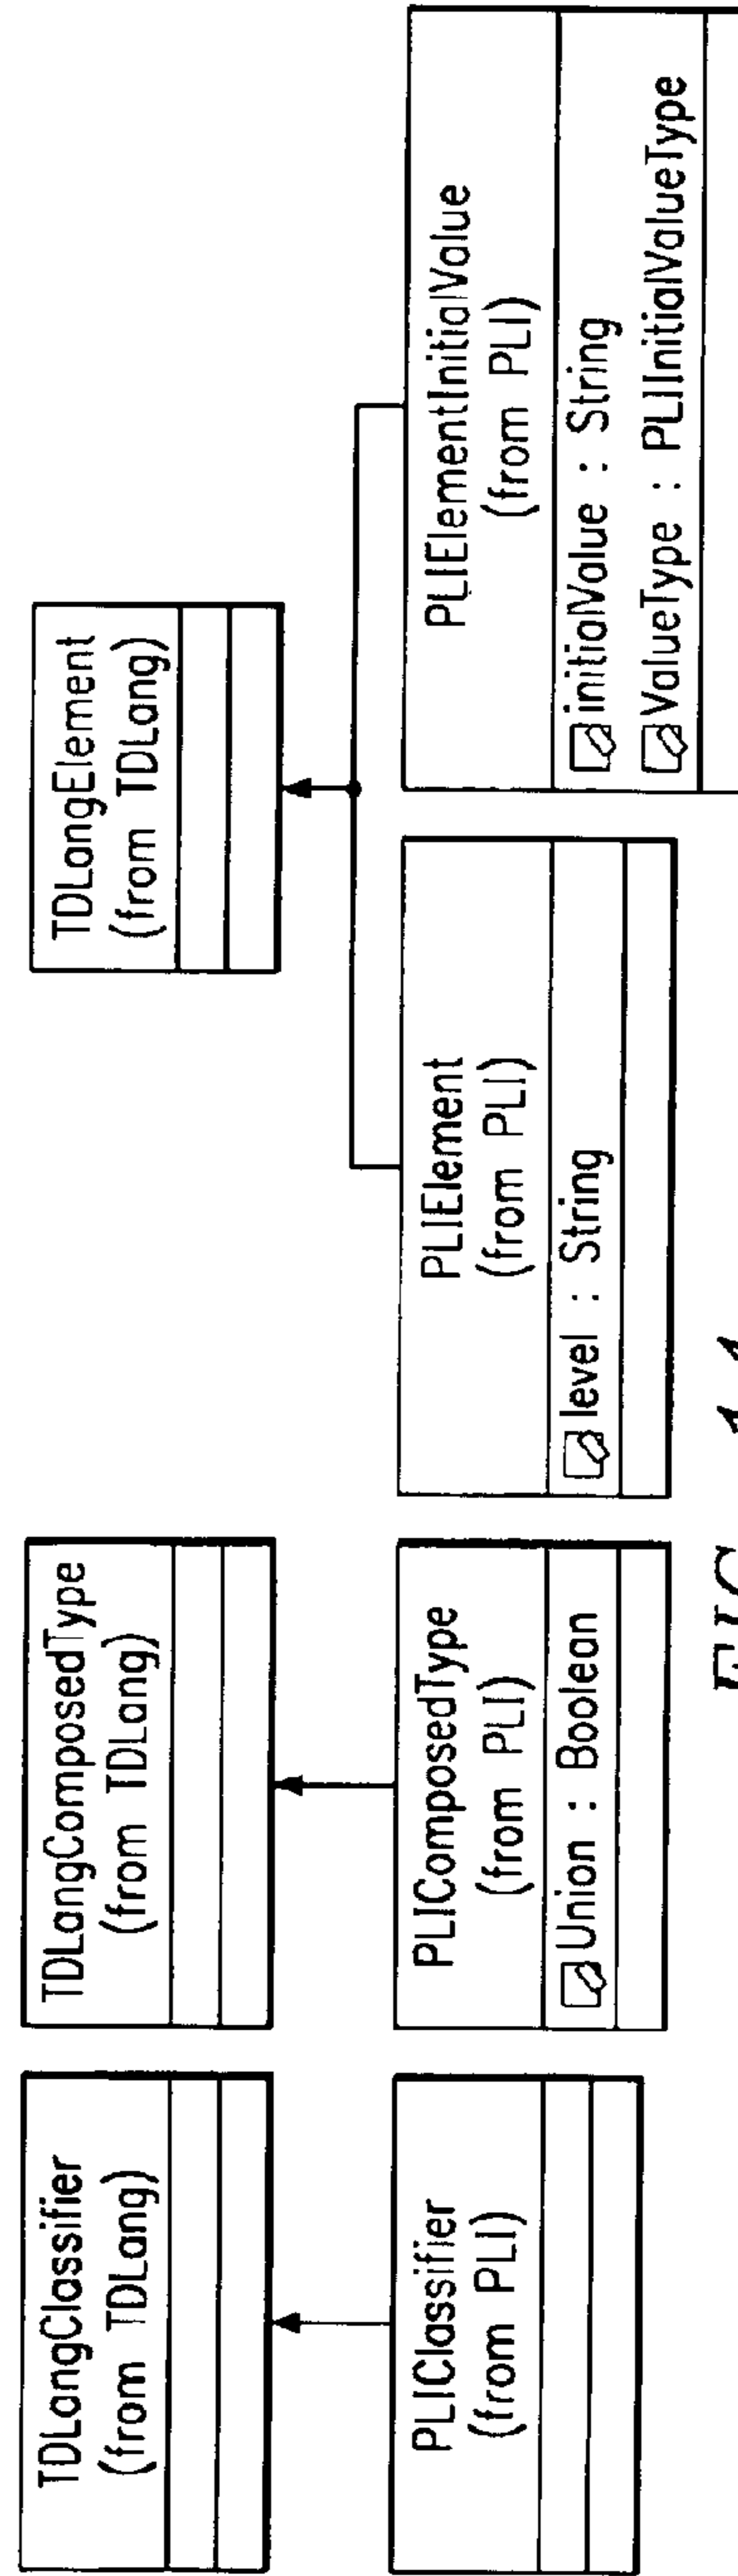 TDLangClassifier
(from TDLang)
TDLangComposedType
(from TDLang)
TDLangElement
(from TDLang)
PLIClassifier
(from PLI)
PLIComposedType
(from PLI)
Union : Boolean
PLIElement
(from PLI)
level : String
PLIElementInitialValue
(from PLI)
initialValue : String
ValueType : PLIInitialValueType